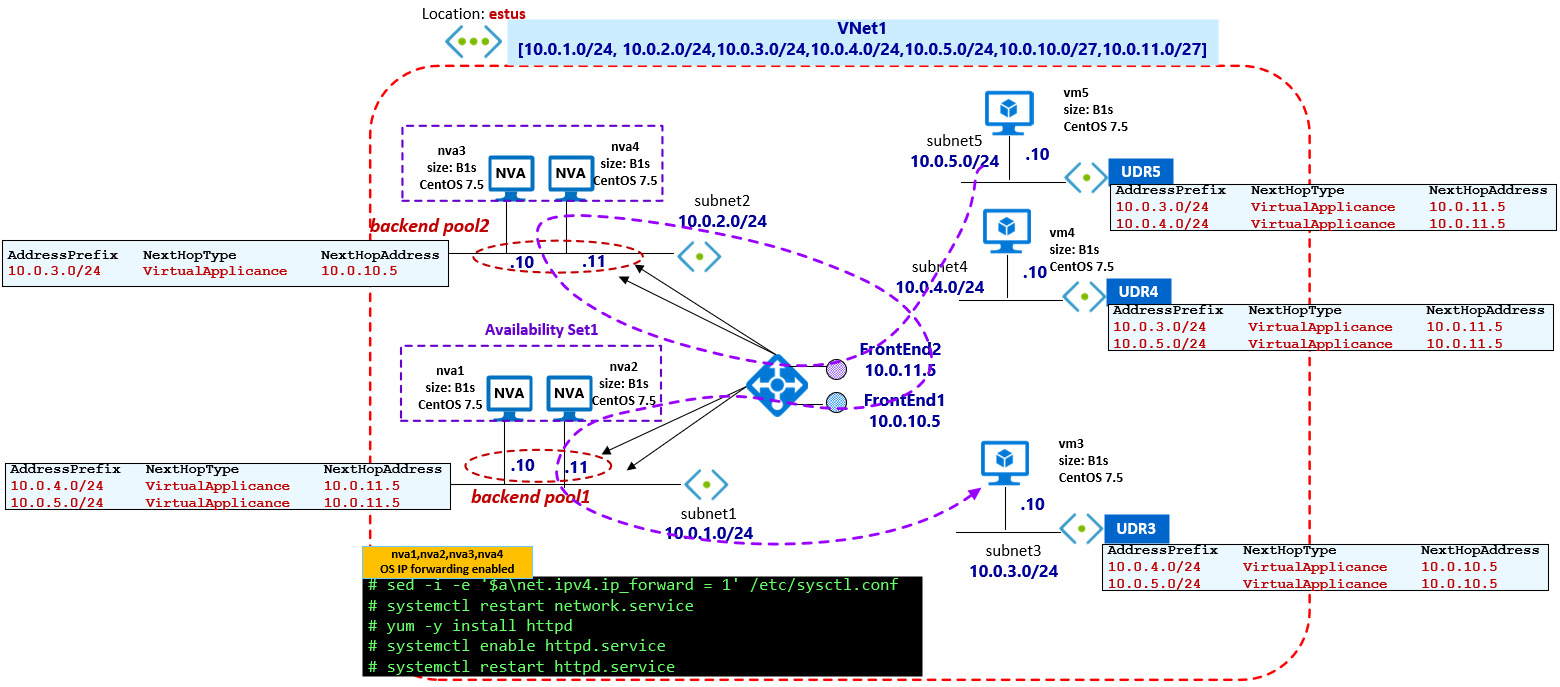 Location: estus
VNet1
[10.0.1.0/24, 10.0.2.0/24,10.0.3.0/24,10.0.4.0/24,10.0.5.0/24,10.0.10.0/27,10.0.11.0/27]
nva3
size: B1s
CentOS 7.5
NVA
NVA
nva4
size: B1s
CentOS 7.5
backend pool2
subnet2
10.0.2.0/24
.10
.11
AddressPrefix NextHopType NextHopAddress
10.0.3.0/24 VirtualApplicance 10.0.10.5
vm5
size: B1s
CentOS 7.5
subnet5
10.0.5.0/24
.10
UDR5
AddressPrefix NextHopType NextHopAddress
10.0.3.0/24 VirtualApplicance 10.0.11.5
10.0.4.0/24 VirtualApplicance 10.0.11.5
vm4
size: B1s
CentOS 7.5
subnet4
10.0.4.0/24
.10
UDR4
AddressPrefix NextHopType NextHopAddress
10.0.3.0/24 VirtualApplicance 10.0.11.5
10.0.5.0/24 VirtualApplicance 10.0.11.5
Availability Set1
nva1
size: B1s
CentOS 7.5
NVA
NVA
nva2
size: B1s
CentOS 7.5
FrontEnd2
10.0.11.5
FrontEnd1
10.0.10.5
.10
.11
backend pool1
subnet1
10.0.1.0/24
AddressPrefix NextHopType NextHopAddress
10.0.4.0/24 VirtualApplicance 10.0.11.5
10.0.5.0/24 VirtualApplicance 10.0.11.5
vm3
size: B1s
CentOS 7.5
.10
subnet3
10.0.3.0/24
UDR3
AddressPrefix NextHopType NextHopAddress
10.0.4.0/24 VirtualApplicance 10.0.10.5
10.0.5.0/24 VirtualApplicance 10.0.10.5
nva1,nva2,nva3,nva4
OS IP forwarding enabled
# sed -i -e '$a\net.ipv4.ip_forward = 1' /etc/sysctl.conf
# systemctl restart network.service
# yum -y install httpd
# systemctl enable httpd.service
# systemctl restart httpd.service